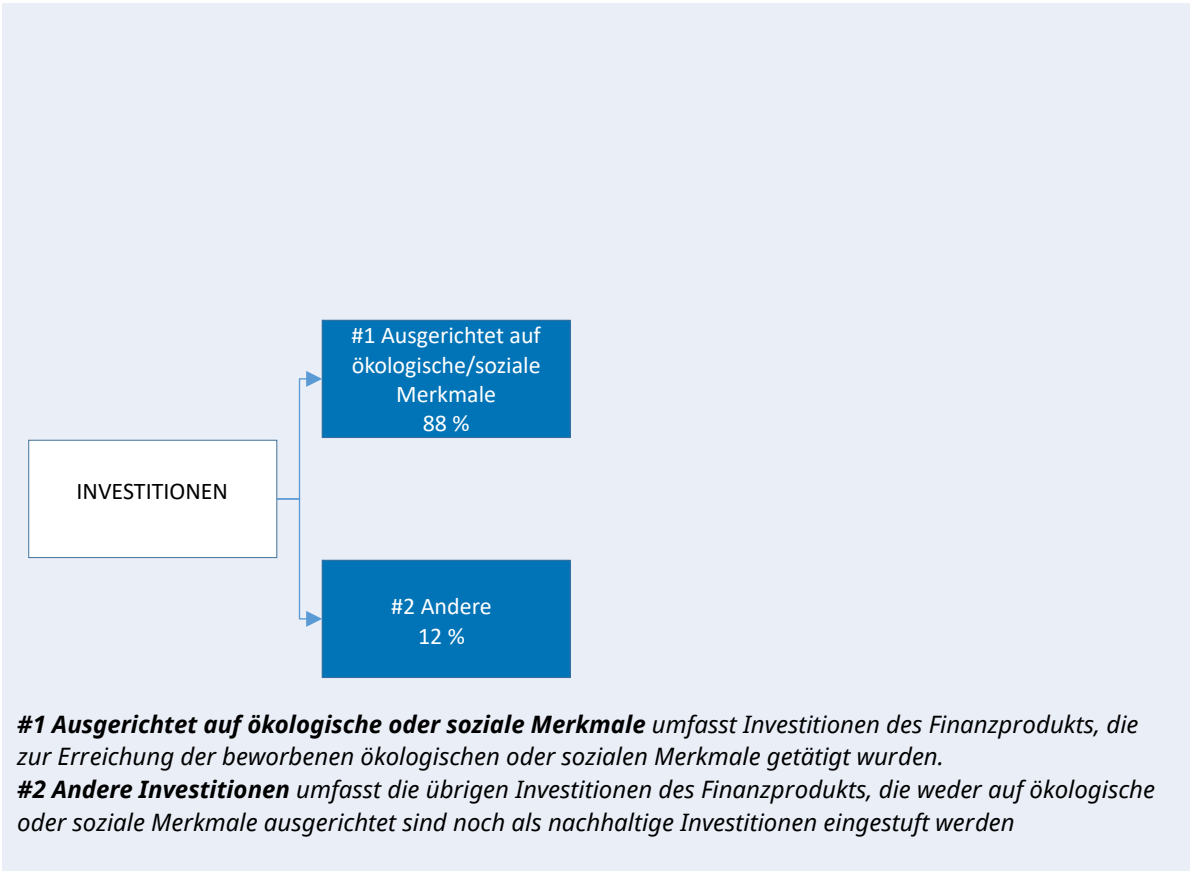 #1 Ausgerichtet auf
ökologische/soziale
Merkmale
88 %
INVESTITIONEN
#2 Andere
12 %
#1 Ausgerichtet auf ökologische oder soziale Merkmale umfasst Investitionen des Finanzprodukts, die
zur Erreichung der beworbenen ökologischen oder sozialen Merkmale getätigt wurden.
#2 Andere Investitionen umfasst die übrigen Investitionen des Finanzprodukts, die weder auf ökologische
oder soziale Merkmale ausgerichtet sind noch als nachhaltige Investitionen eingestuft werden